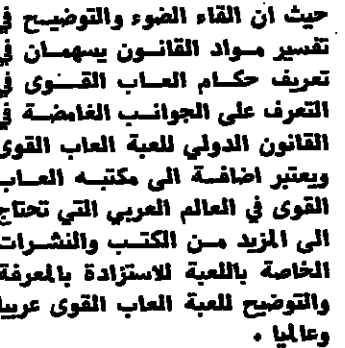 حيث ان القاء الضوء والتوضيح في
تفسير مواد القانون يسهمان في
تعريف حكام العاب القوى في
التعرف على الجوانب الغامضة في
القانون الدولي للعبة العاب القوى
ويعتبر اضافة الى مكتبه العاب
القوى في العالم العربي التي تحتاج
الى المزيد من الكتب والنشرات
الخاصة باللعبة للاستزادة بالمعرفة
والتوضيح للعبة العاب القوى عربيا
وعالميا .